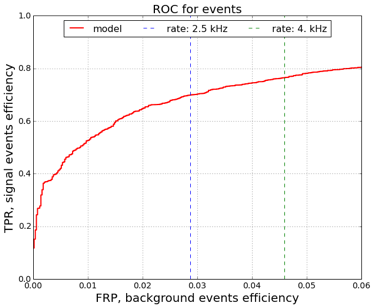 ROC for events
model rate: 2.5 kHz rate: 4. kHz
TPR, signal events efficiency
1.0
0.8
0.6
0.4
0.2
0.0
0.00 0.01 0.02 0.03 0.04 0.05 0.06
FRP, background events efficiency